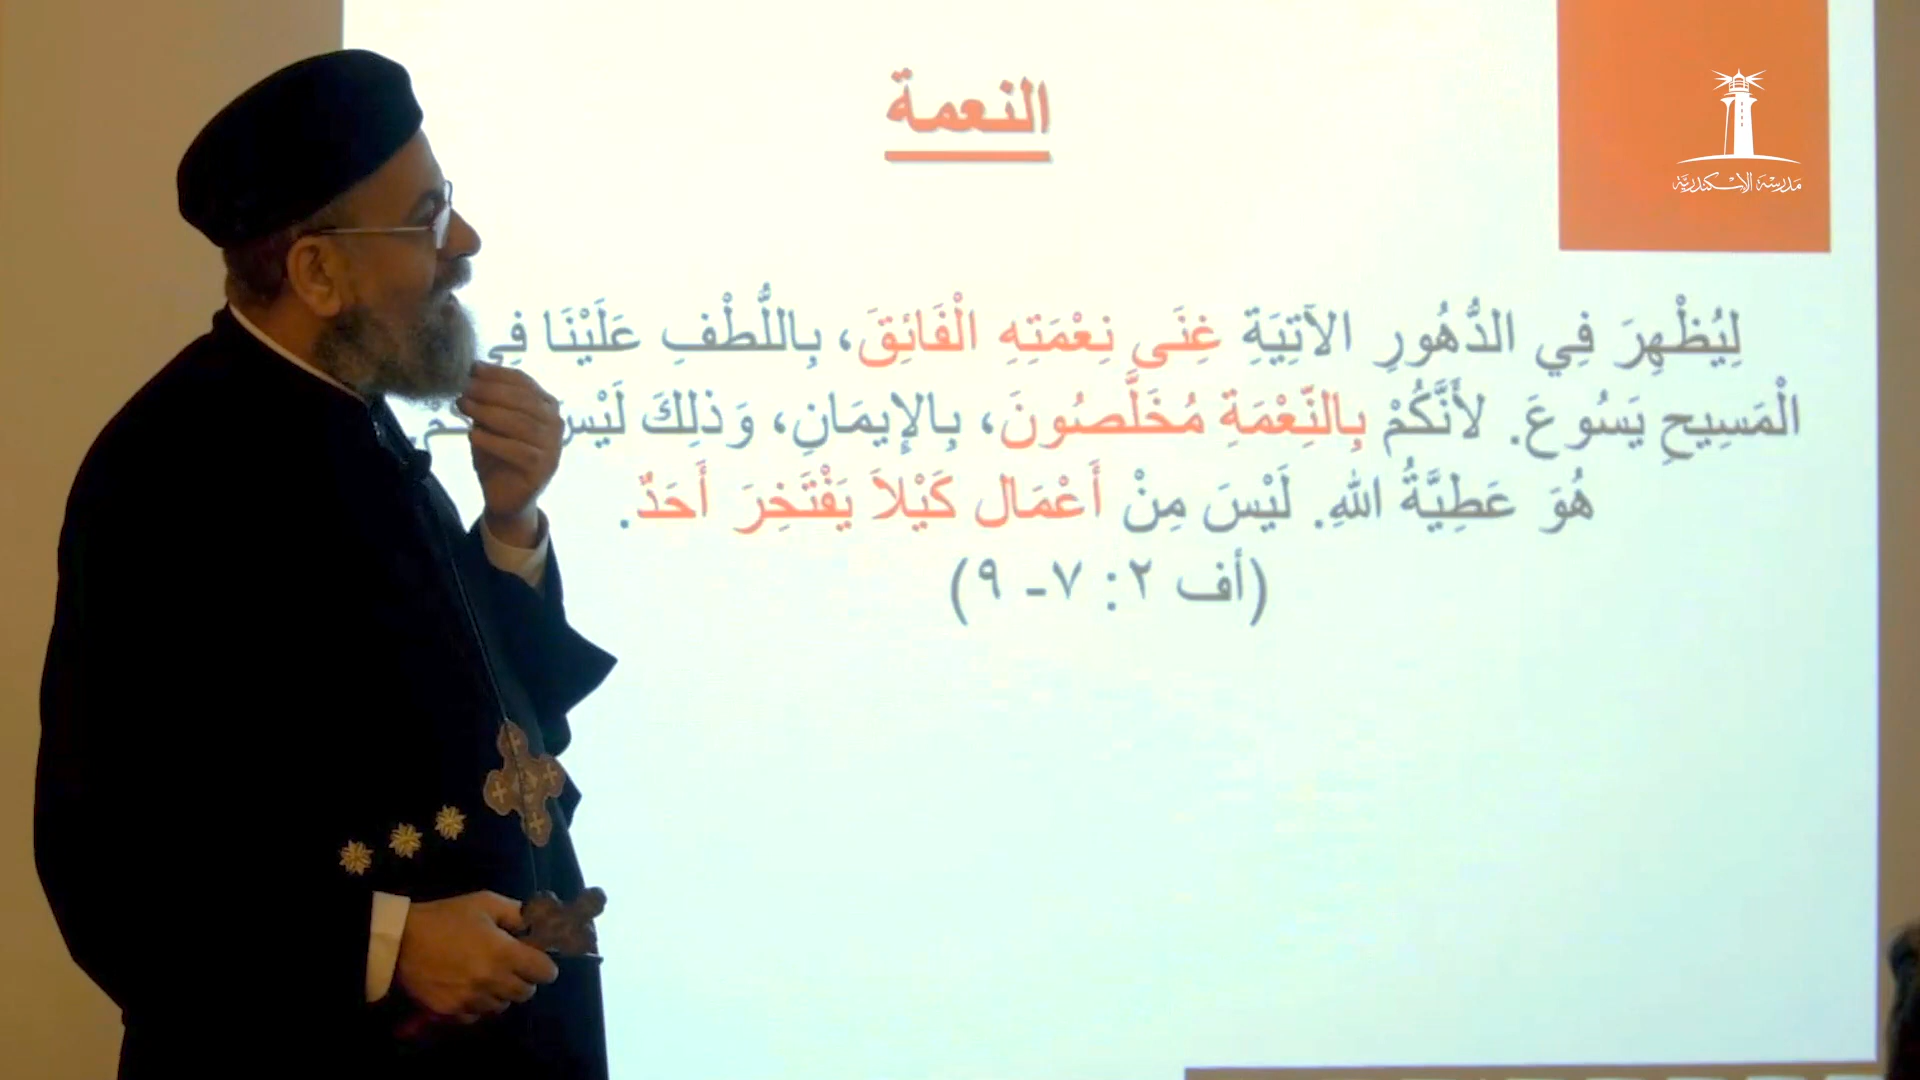 النعمة
مدرسة الإسكندرية
لِيُظْهِرَ فِي الدُّهُورِ الآتِيَةِ غِنَى نِعْمَتِهِ الْفَائِقَ، بِاللُّطْفِ عَلَيْنَا فِي
الْمَسِيحِ يَسُوعَ. لأَنَّكُمْ بِالنِّعْمَةِ مُخَلَّصُونَ، بِالإِيمَانِ، وَذلِكَ لَيْسَ
هُوَ عَطِيَّةُ اللهِ. لَيْسَ مِنْ أَعْمَال كَيْلاَ يَفْتَخِرَ أَحَدٌ.
(أف ٢: ٧- ٩)